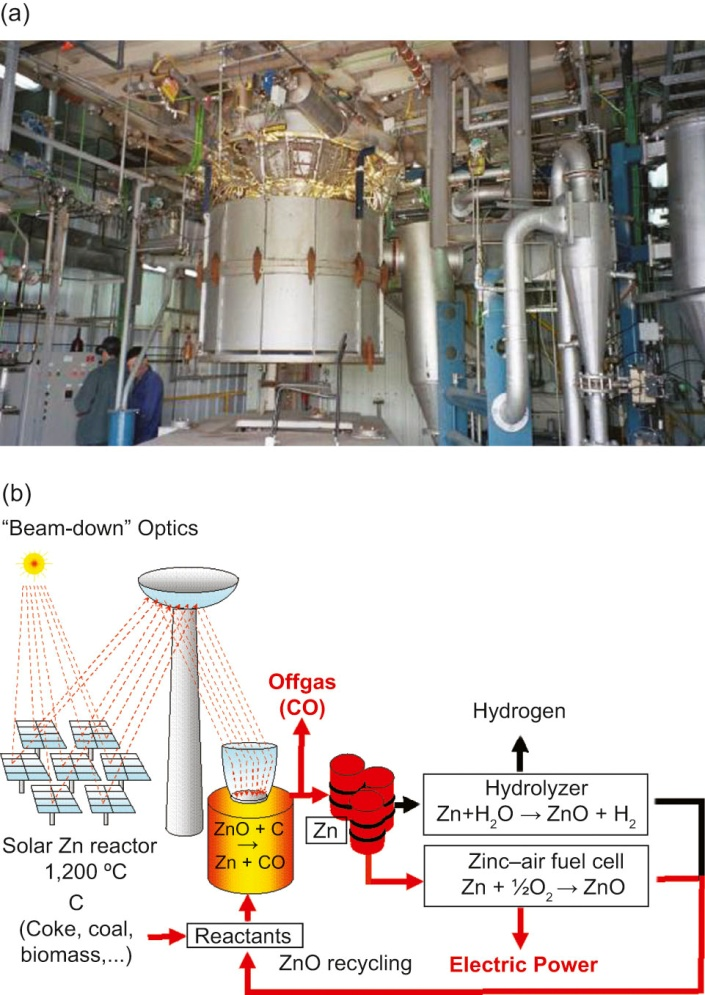 (a)
(b)
“Beam-down” Optics
Offgas
(CO)
Hydrogen
Hydrolyzer
Zn+H₂O → ZnO + H₂
ZnO + C
→
Zn + CO
Zn
Solar Zn reactor
1,200 ºC
Zinc–air fuel cell
Zn + ½O₂→ ZnO
C
(Coke, coal,
biomass,...)
Reactants
ZnO recycling
Electric Power